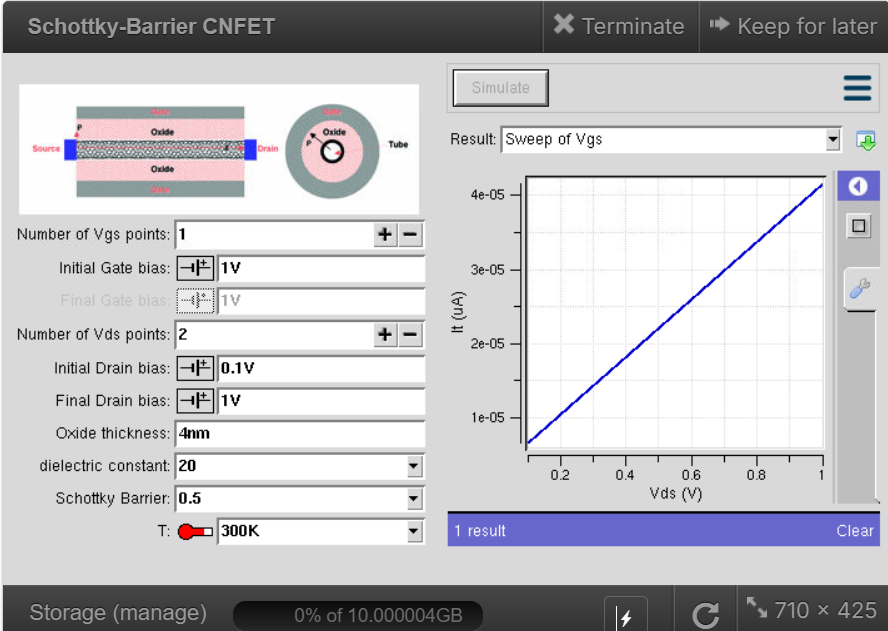 Schottky-Barrier CNFET
Terminate
Keep for later
Simulate
Result: Sweep of Vgs
Gate
Oxide
Source
Drain
Oxide
Gate
P
z
Gate
Oxide
P
Tube
Number of Vgs points: 1
Initial Gate bias: 1V
Final Gate bias: 1V
Number of Vds points: 2
Initial Drain bias: 0.1V
Final Drain bias: 1V
Oxide thickness: 4nm
dielectric constant: 20
Schottky Barrier: 0.5
T: 300K
4e-05
3e-05
2e-05
1e-05
It (uA)
0.2 0.4 0.6 0.8 1
Vds (V)
1 result Clear
Storage (manage)
0% of 10.000004GB
710 × 425